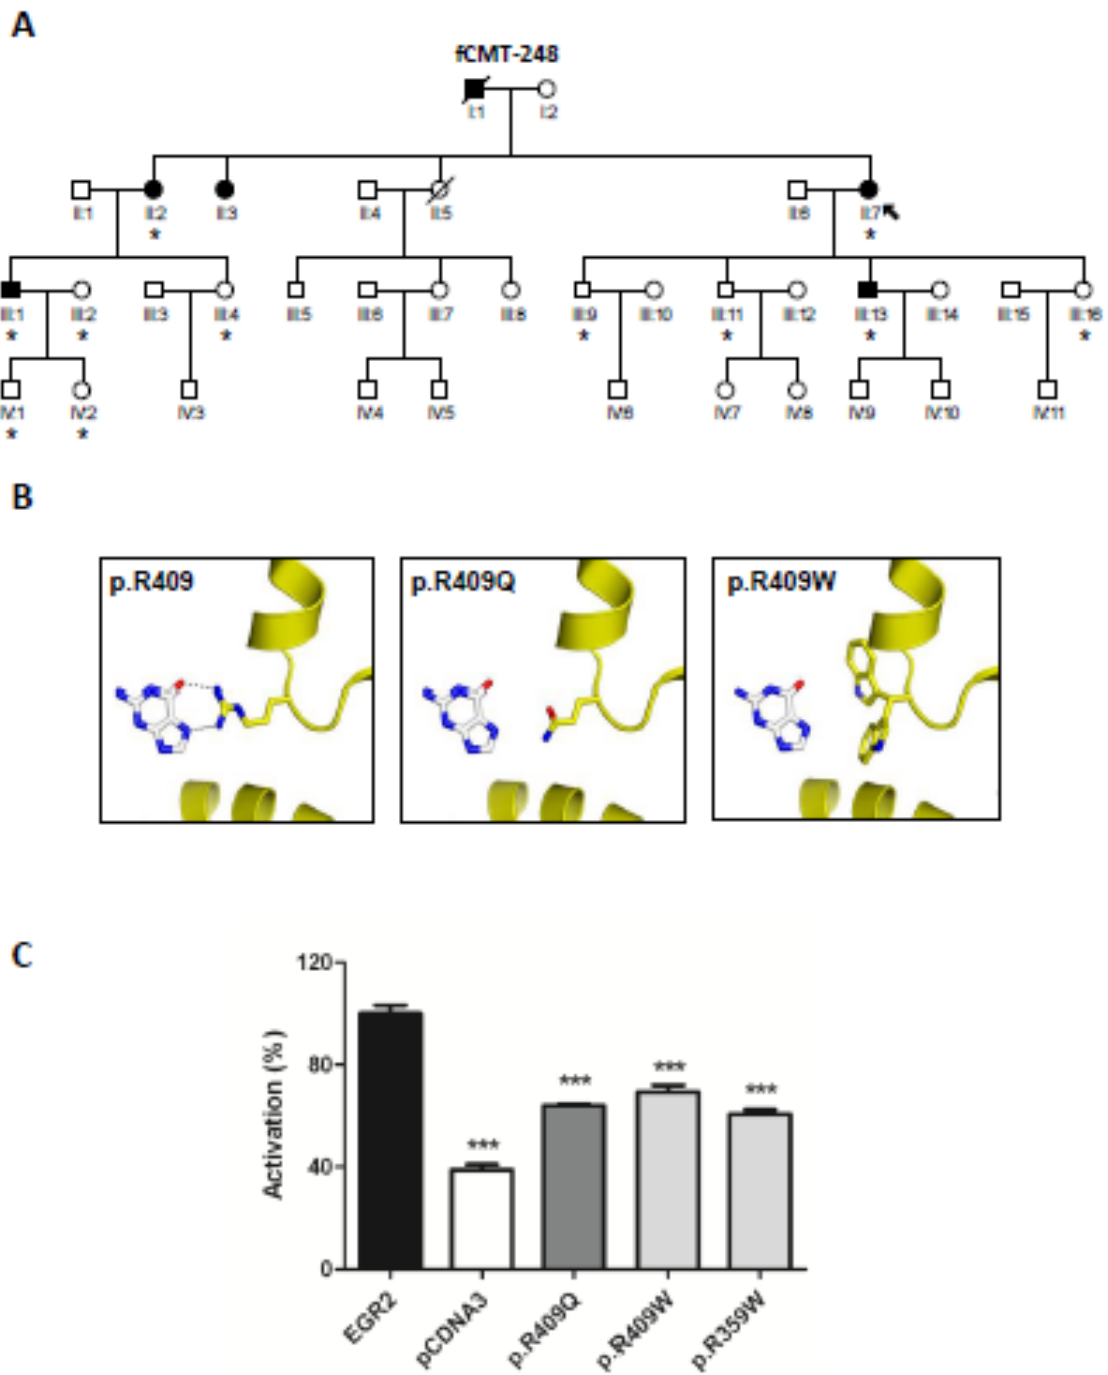 A
fCMT-248
I:1 I:2
II:1 II:2 II:3 II:4 II:5 II:6 II:7
* *
III:1 III:2 III:3 III:4 III:5 III:6 III:7 III:8 III:9 III:10 III:11 III:12 III:13 III:14 III:15 III:16
* * * * * * *
IV:1 IV:2 IV:3 IV:4 IV:5 IV:6 IV:7 IV:8 IV:9 IV:10 IV:11
* *
B
p.R409 p.R409Q p.R409W
C
Activation (%)
120
80
40
0
*** *** *** ***
EGR2 pCDNA3 p.R409Q p.R409W p.R359W